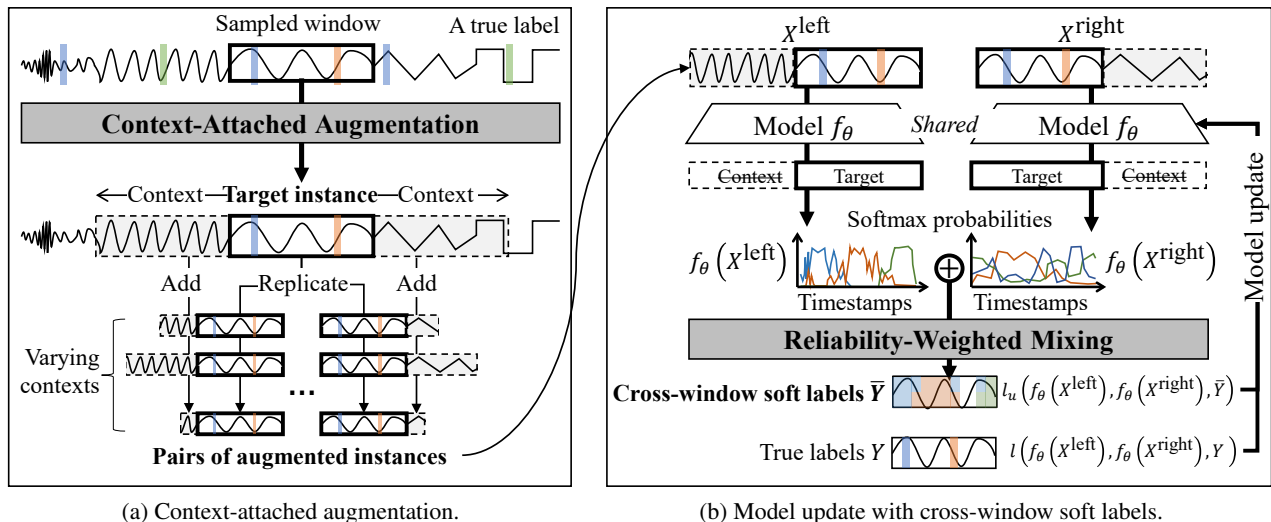 Sampled window
A true label
Context-Attached Augmentation
Context
Target instance
Context
Add
Replicate
Add
Varying
contexts
...
Pairs of augmented instances
(a) Context-attached augmentation.
X^left
X^right
Model f_θ
Shared
Model f_θ
Context
Target
Target
Context
Softmax probabilities
f_θ(X^left)
f_θ(X^right)
Timestamps
Timestamps
Reliability-Weighted Mixing
Cross-window soft labels Ȳ
l_u(f_θ(X^left), f_θ(X^right), Ȳ)
True labels Y
l(f_θ(X^left), f_θ(X^right), Y)
Model update
(b) Model update with cross-window soft labels.